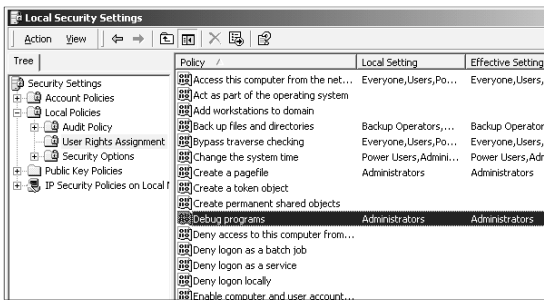 Local Security Settings
Action View
Tree
Security Settings
Account Policies
Local Policies
Audit Policy
User Rights Assignment
Security Options
Public Key Policies
IP Security Policies on Local
Policy / Local Setting Effective Setting
Access this computer from the net... Everyone,Users,Po... Everyone,Users,
Act as part of the operating system
Add workstations to domain
Back up files and directories Backup Operators,... Backup Operator
Bypass traverse checking Everyone,Users,Po... Everyone,Users,
Change the system time Power Users,Admini... Power Users,Adr
Create a pagefile Administrators Administrators
Create a token object
Create permanent shared objects
Debug programs Administrators Administrators
Deny access to this computer from...
Deny logon as a batch job
Deny logon as a service
Deny logon locally
Enable computer and user account...